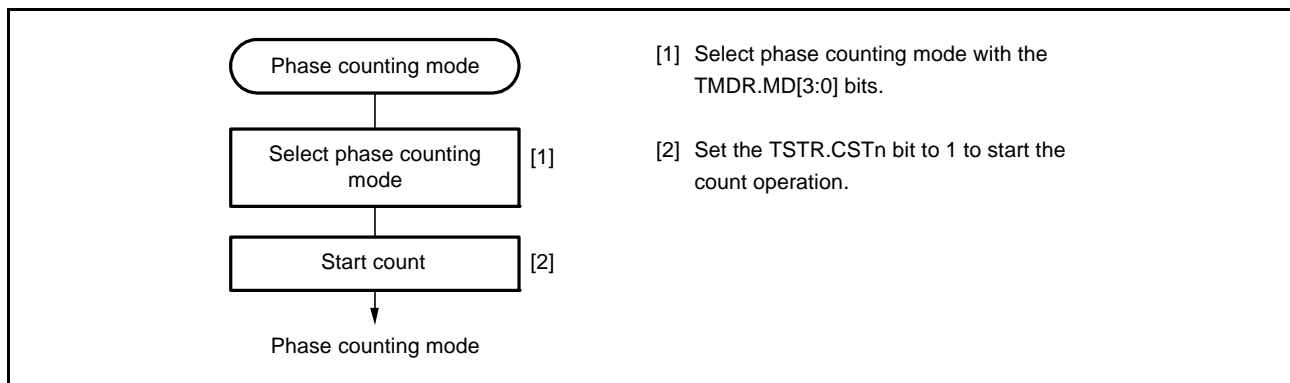 Phase counting mode
Select phase counting
mode
[1]
Start count
[2]
Phase counting mode
[1] Select phase counting mode with the
TMDR.MD[3:0] bits.
[2] Set the TSTR.CSTn bit to 1 to start the
count operation.